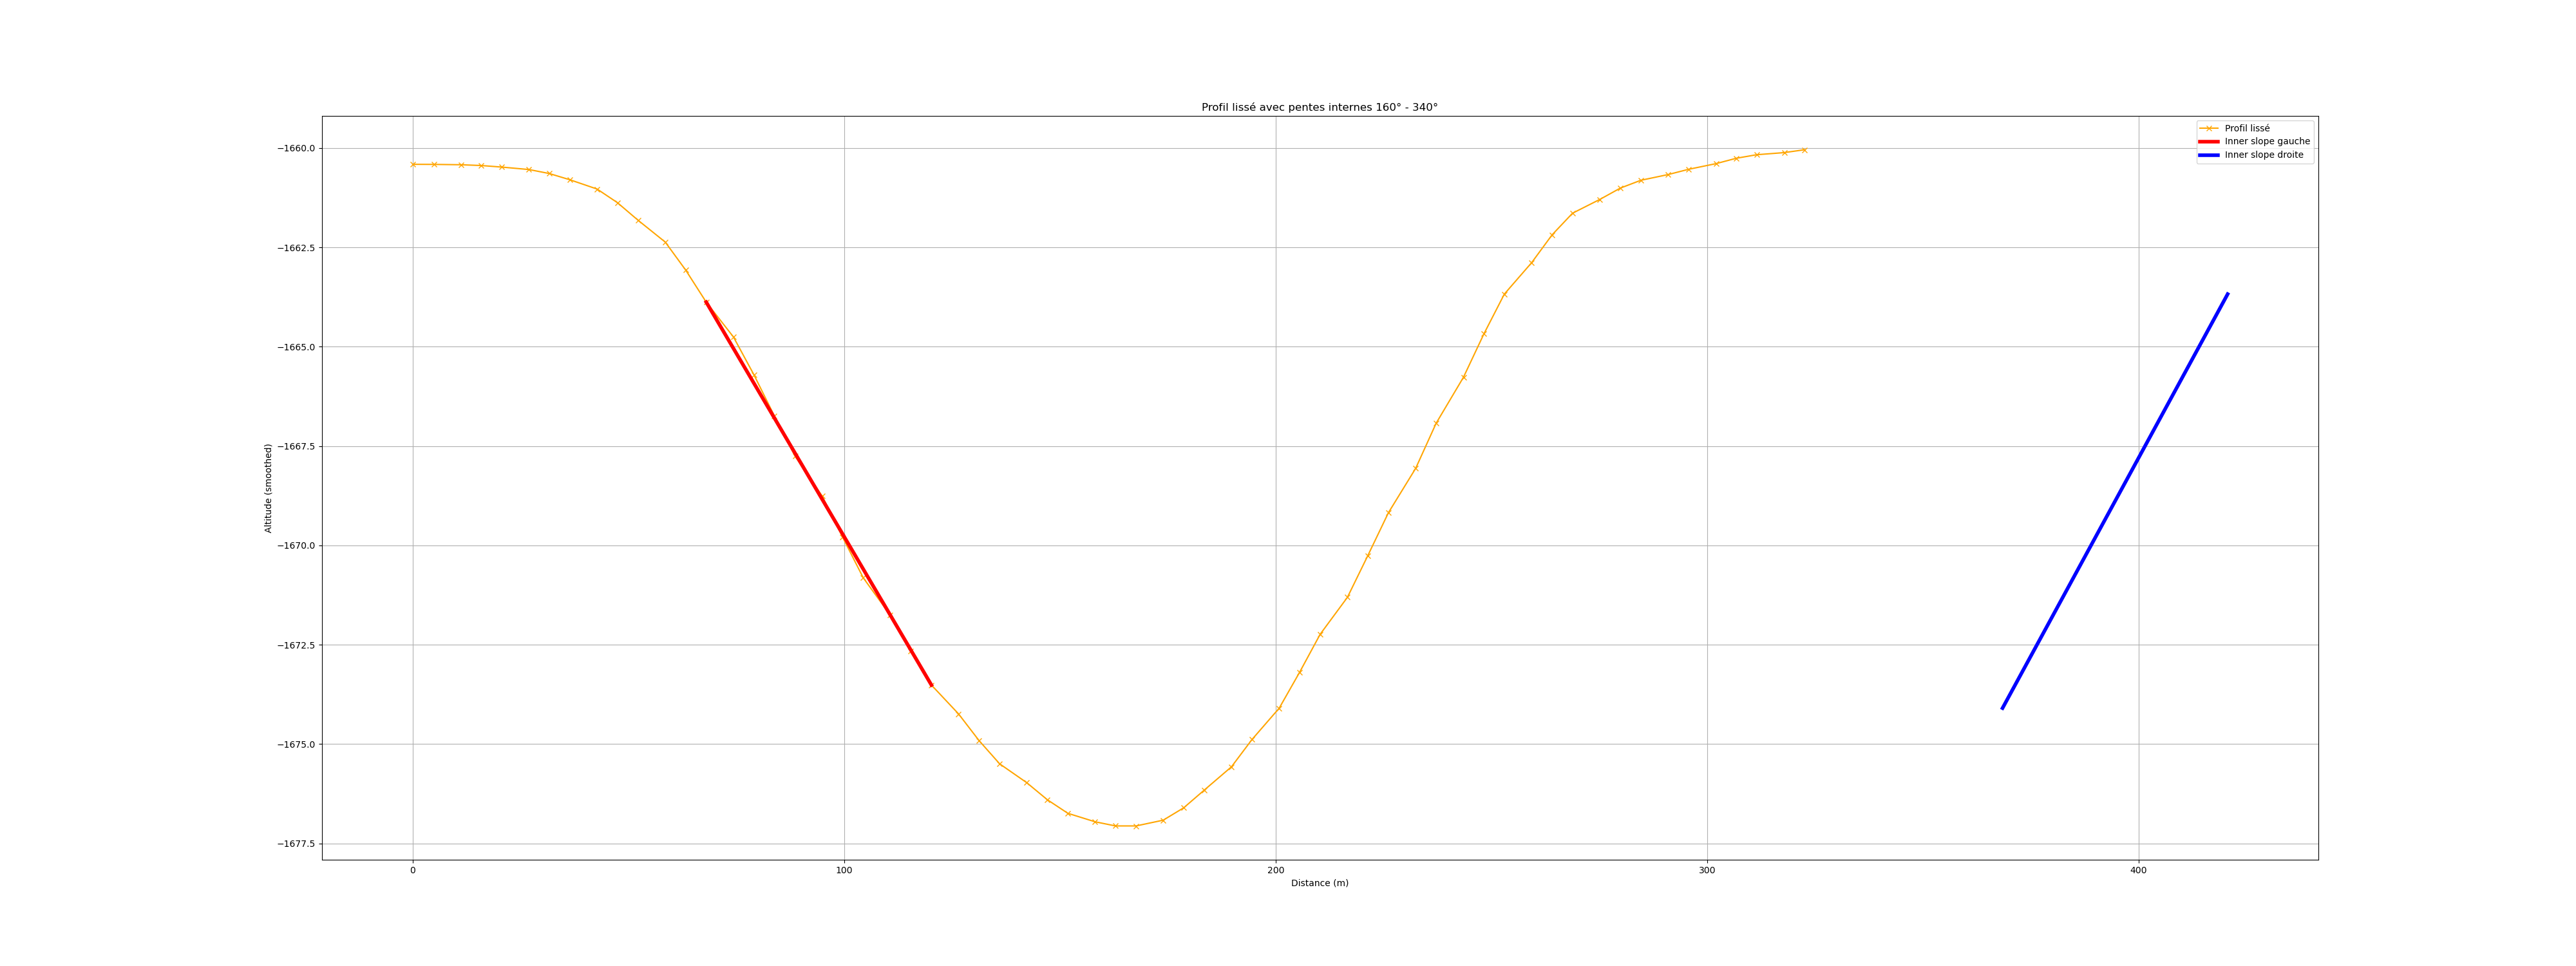 Profil lissé avec pentes internes 160° - 340°
Profil lissé
Inner slope gauche
Inner slope droite
Altitude (smoothed)
−1660.0
−1662.5
−1665.0
−1667.5
−1670.0
−1672.5
−1675.0
−1677.5
0 100 200 300 400
Distance (m)